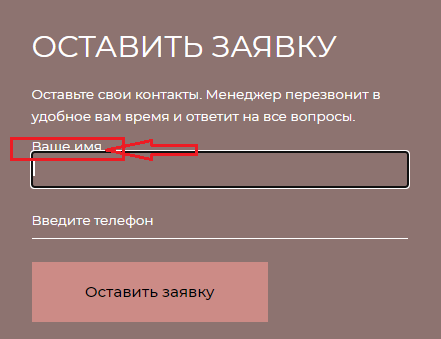 ОСТАВИТЬ ЗАЯВКУ
Оставьте свои контакты. Менеджер перезвонит в
удобное вам время и ответит на все вопросы.
Ваше имя
Введите телефон
Оставить заявку